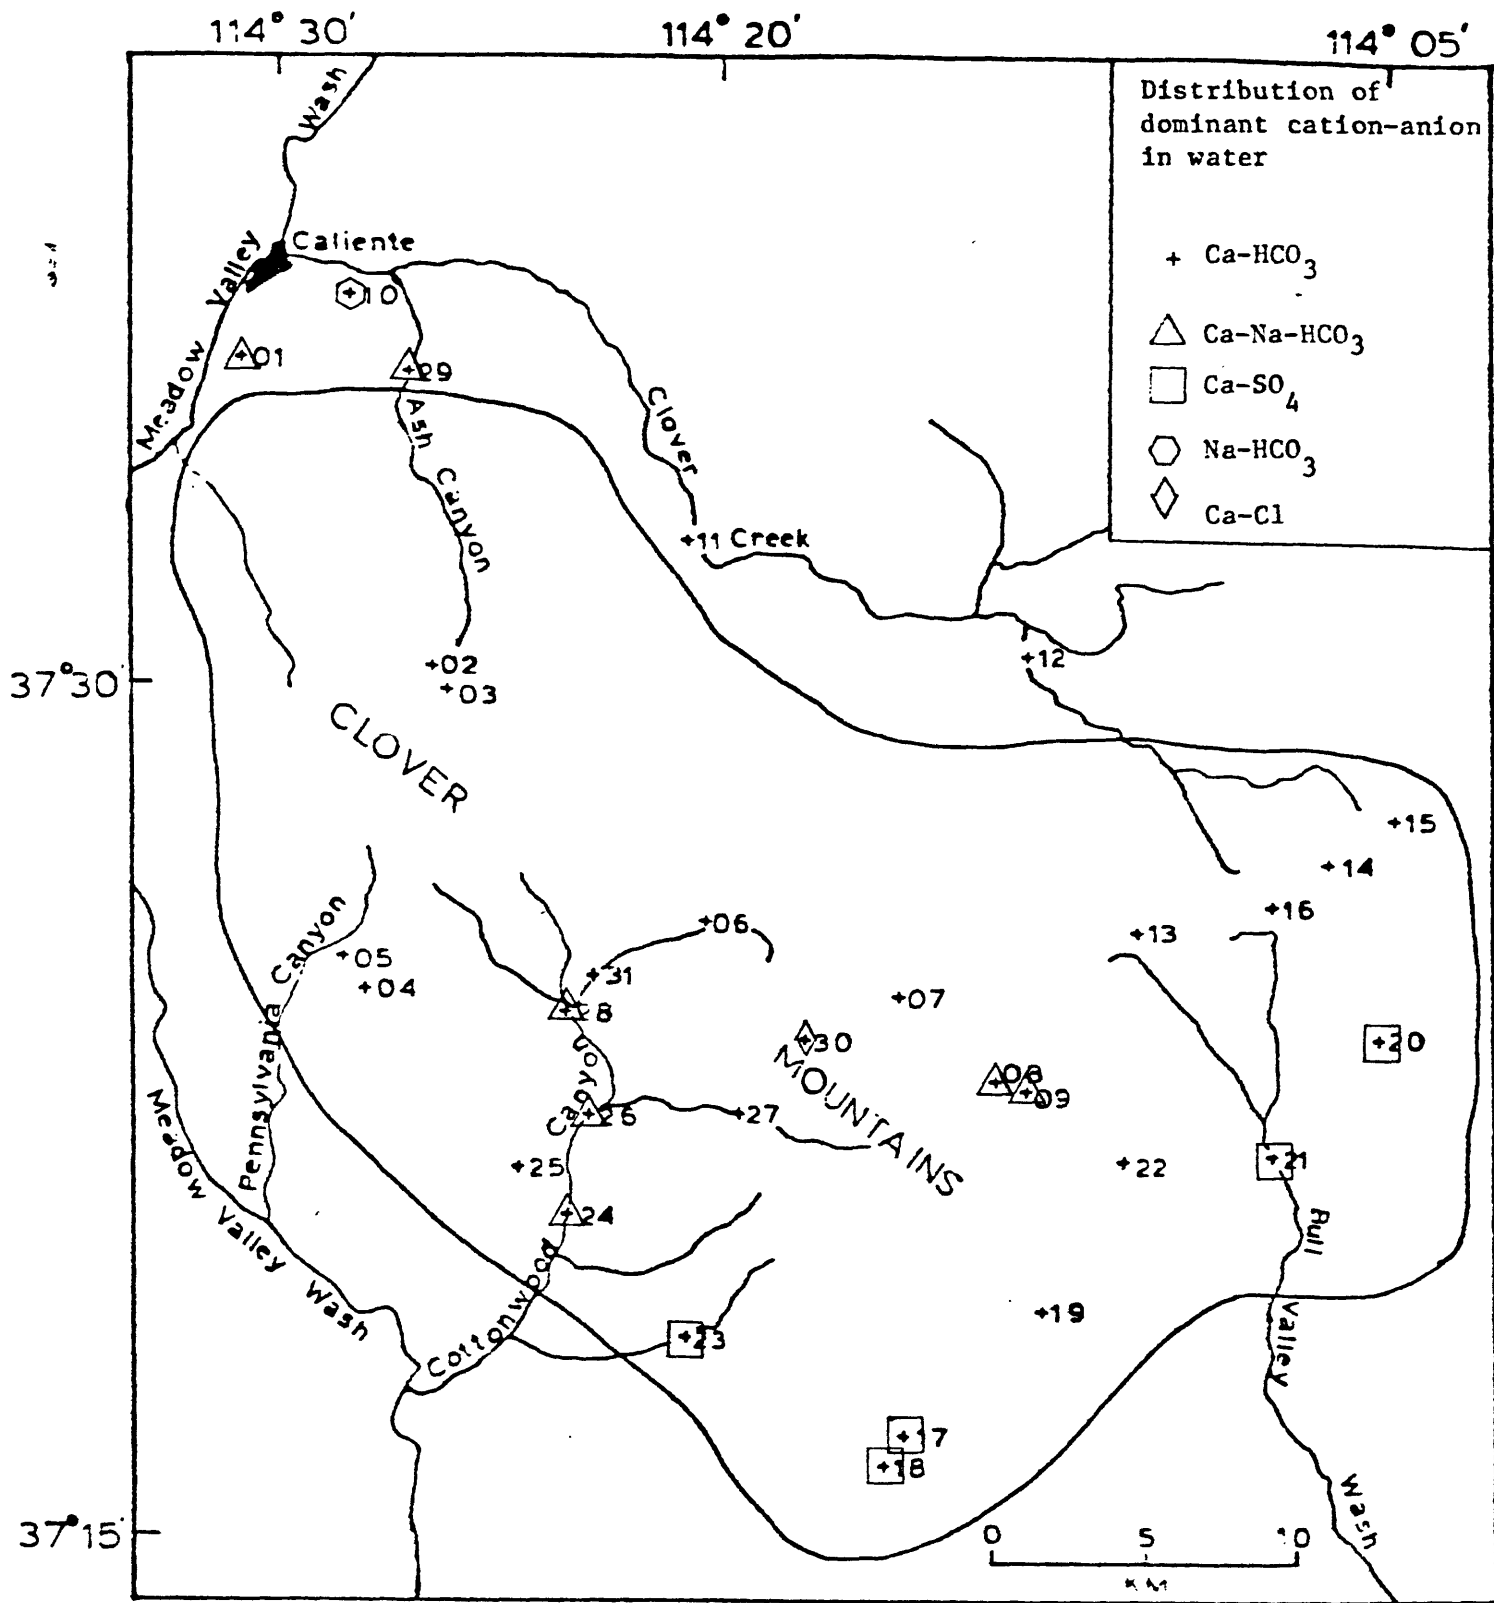 114° 30' 114° 20' 114° 05'
Distribution of
dominant cation-anion
in water
+ Ca-HCO3
Ca-Na-HCO3
Ca-SO4
Na-HCO3
Ca-Cl
Wash
Caliente
Valley
Meadow
10
01
29
Ash Canyon
Clover
+11 Creek
+12
37°30'
+02
+03
CLOVER
+15
+14
+16
+13
+06
Pennsylvania Canyon
+05
+04
+31
28
+07
+20
30
MOUNTAINS
08
09
Canyon
26
+27
+25
+22
+21
24
Meadow Valley Wash
Bull
Valley
Wash
Cottonwood
+23
+19
+17
+18
37°15'
0 5 10
KM